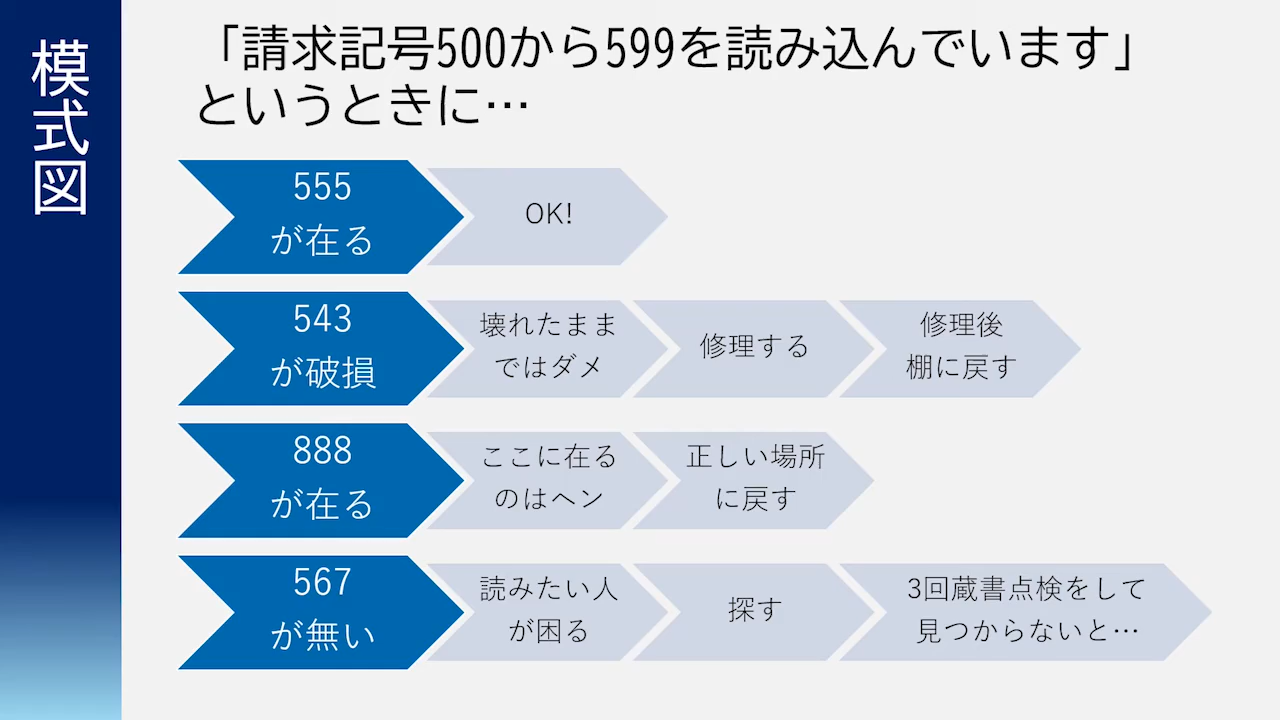 模式図
「請求記号500から599を読み込んでいます」
というときに…
555
が在る
OK!
543
が破損
壊れたまま
ではダメ
修理する
修理後
棚に戻す
888
が在る
ここに在る
のはヘン
正しい場所
に戻す
567
が無い
読みたい人
が困る
探す
3回蔵書点検をして
見つからないと…